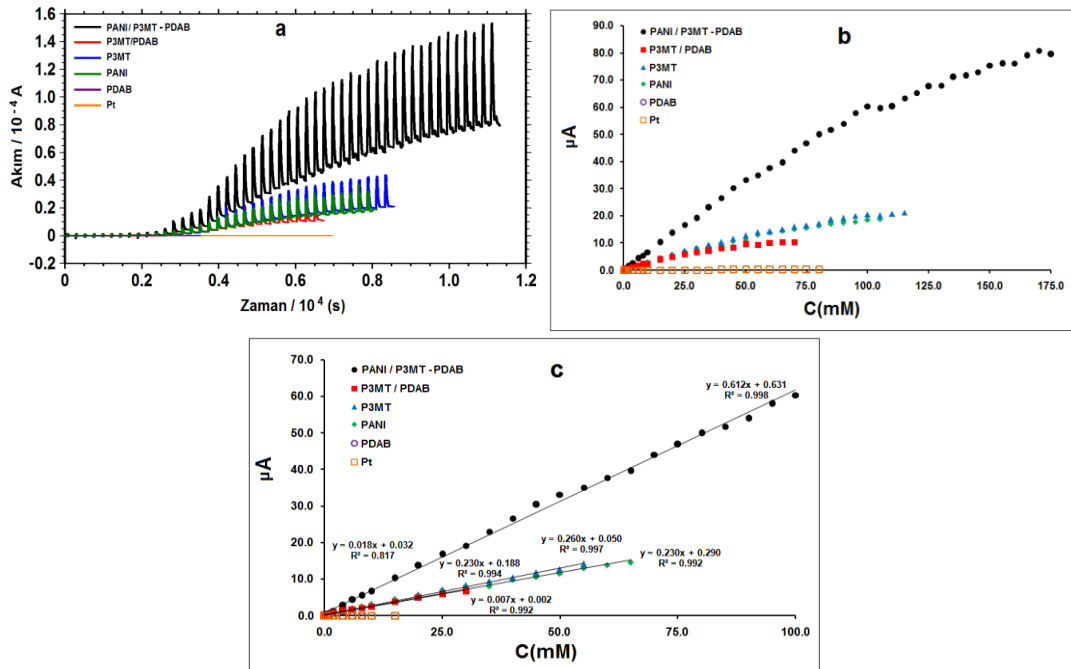 a
PANI/ P3MT - PDAB
P3MT/PDAB
P3MT
PANI
PDAB
Pt
1.6
1.4
1.2
1.0
0.8
0.6
0.4
0.2
0
-0.2
Akım / 10⁻⁴ A
0 0.2 0.4 0.6 0.8 1.0 1.2
Zaman / 10⁴ (s)
b
PANI / P3MT - PDAB
P3MT / PDAB
P3MT
PANI
PDAB
Pt
90.0
80.0
70.0
60.0
50.0
40.0
30.0
20.0
10.0
0.0
µA
0.0 25.0 50.0 75.0 100.0 125.0 150.0 175.0
C(mM)
c
PANI / P3MT - PDAB
P3MT / PDAB
P3MT
PANI
PDAB
Pt
70.0
60.0
50.0
40.0
30.0
20.0
10.0
0.0
µA
y = 0.612x + 0.631
R² = 0.998
y = 0.018x + 0.032
R² = 0.817
y = 0.260x + 0.050
R² = 0.997
y = 0.230x + 0.188
R² = 0.994
y = 0.230x + 0.290
R² = 0.992
y = 0.007x + 0.002
R² = 0.992
0.0 25.0 50.0 75.0 100.0
C(mM)